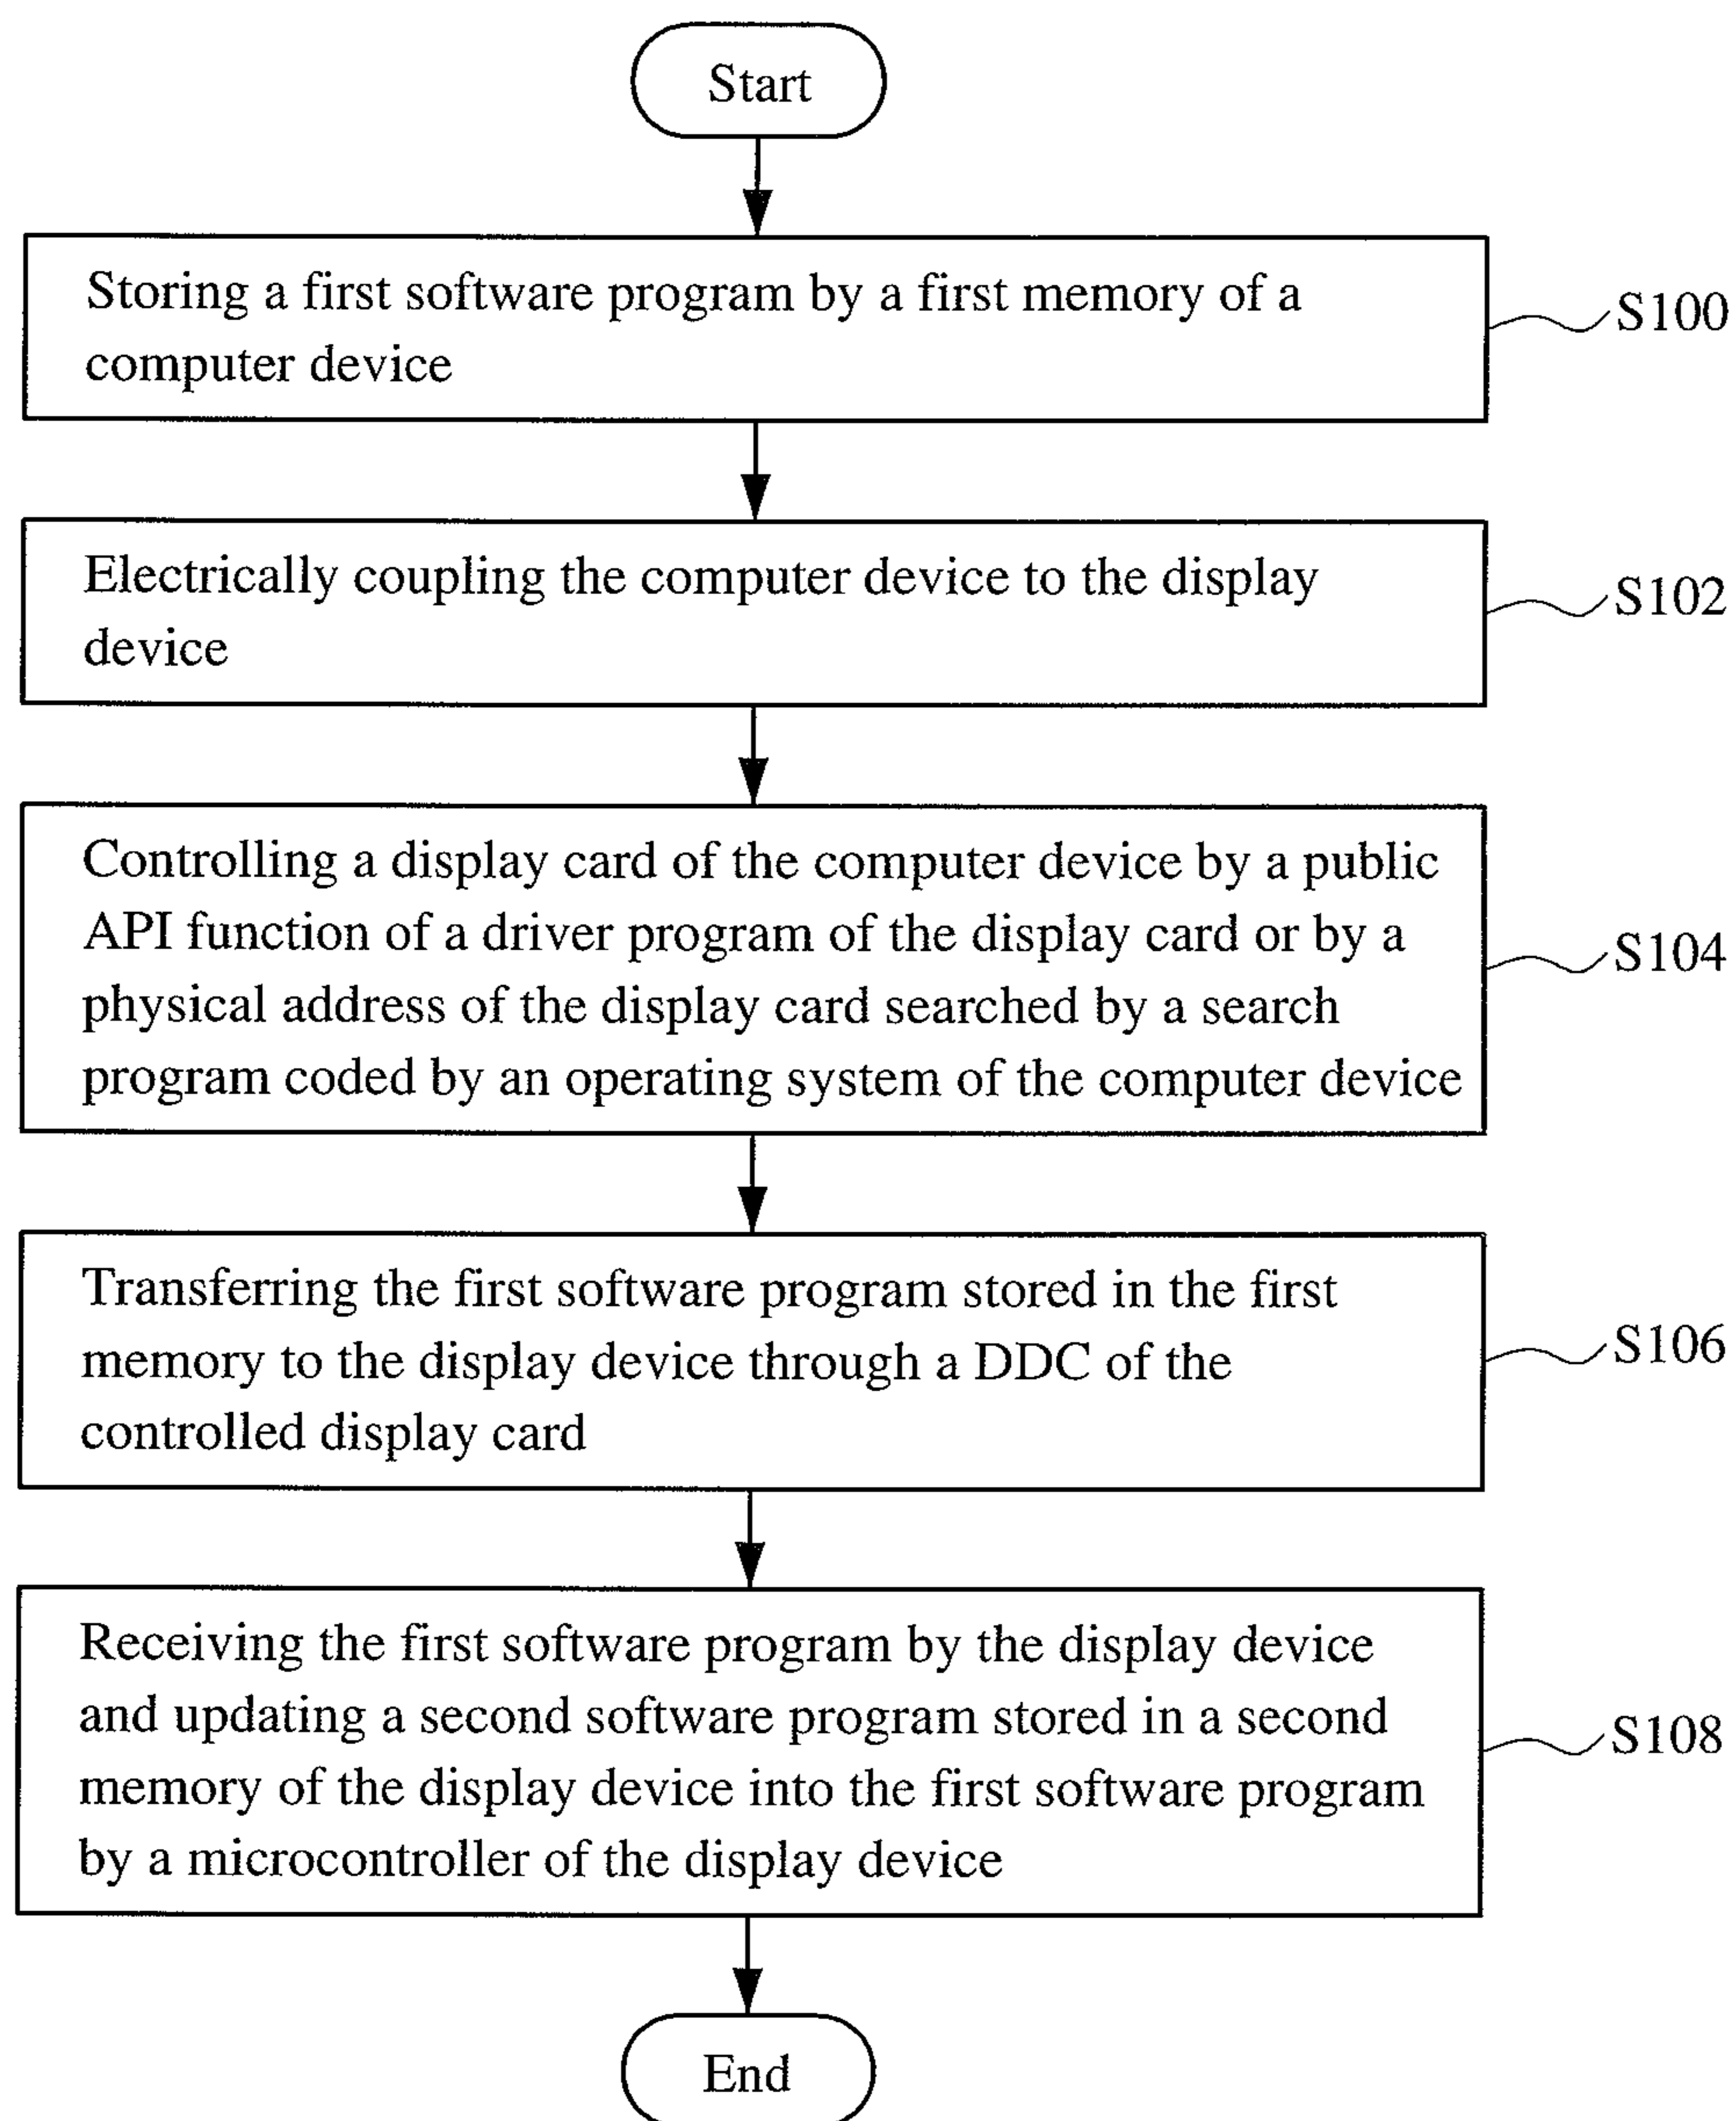 Start
Storing a first software program by a first memory of a
computer device
S100
Electrically coupling the computer device to the display
device
S102
Controlling a display card of the computer device by a public
API function of a driver program of the display card or by a
physical address of the display card searched by a search
program coded by an operating system of the computer device
S104
Transferring the first software program stored in the first
memory to the display device through a DDC of the
controlled display card
S106
Receiving the first software program by the display device
and updating a second software program stored in a second
memory of the display device into the first software program
by a microcontroller of the display device
S108
End